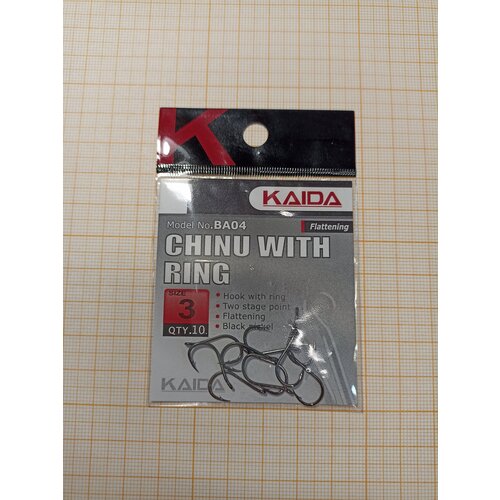 K
KAIDA
Model No.BA04
Flattening
CHINU WITH
RING
SIZE
3
QTY.10.
• Hook with ring
• Two stage point
• Flattening
• Black nickel
KAIDA